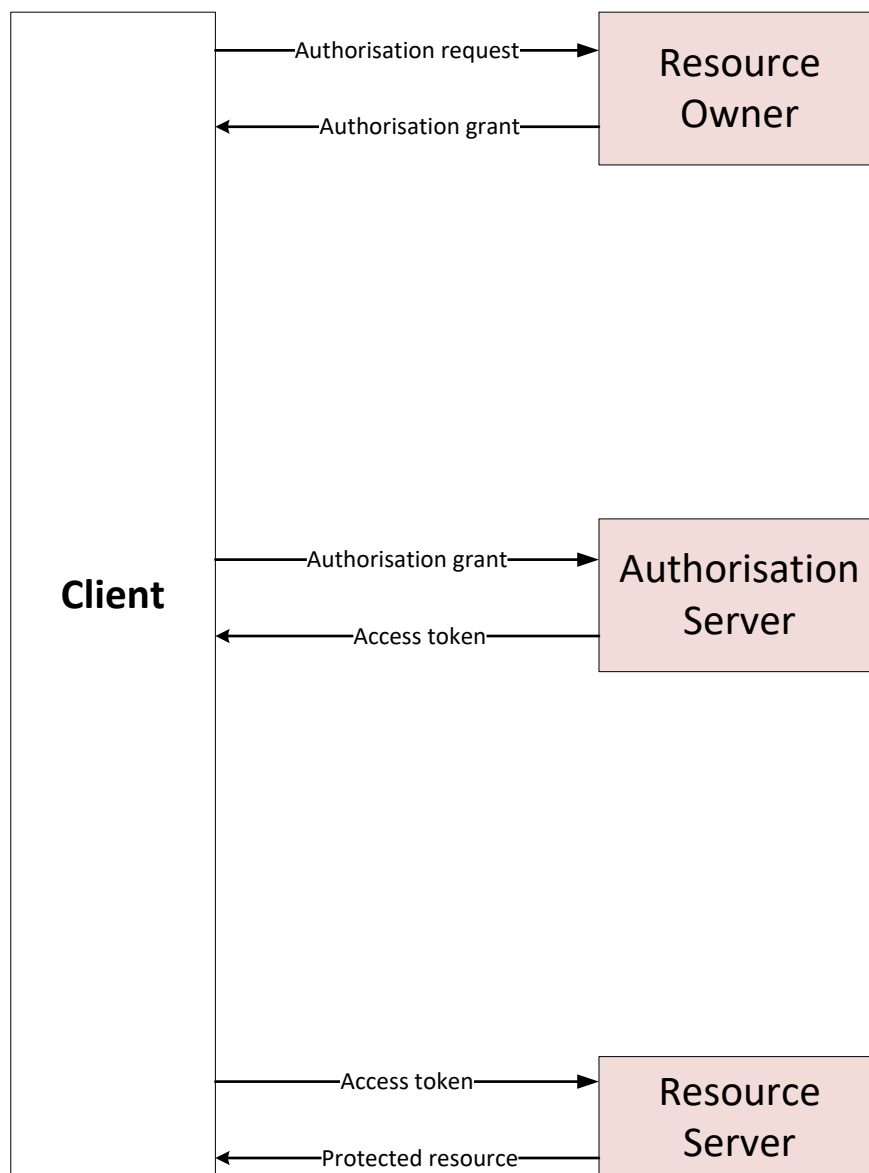 Authorisation request
Resource
Owner
Authorisation grant
Client
Authorisation grant
Authorisation
Server
Access token
Access token
Resource
Server
Protected resource